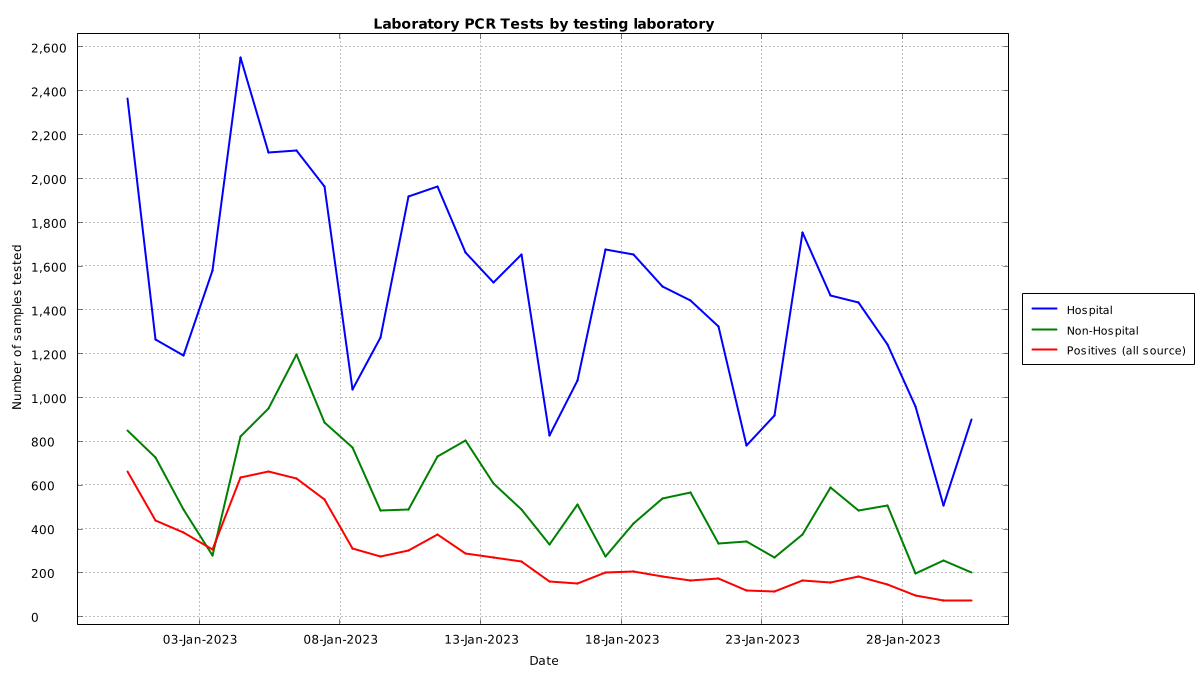 Laboratory PCR Tests by testing laboratory
2,600
2,400
2,200
2,000
1,800
1,600
1,400
1,200
1,000
800
600
400
200
0
Number of samples tested
03-Jan-2023 08-Jan-2023 13-Jan-2023 18-Jan-2023 23-Jan-2023 28-Jan-2023
Date
Hospital
Non-Hospital
Positives (all source)